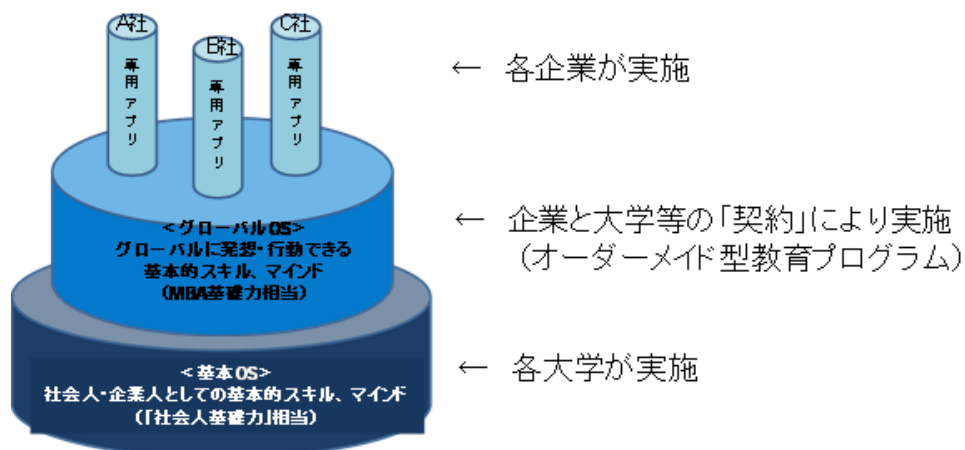 A社
B社
C社
専用アプリ
専用アプリ
専用アプリ
← 各企業が実施
<グローバルOS>
グローバルに発想・行動できる
基本的スキル、マインド
(MBA基礎力相当)
← 企業と大学等の「契約」により実施
(オーダーメイド型教育プログラム)
<基本OS>
社会人・企業人としての基本的スキル、マインド
(「社会人基礎力」相当)
← 各大学が実施